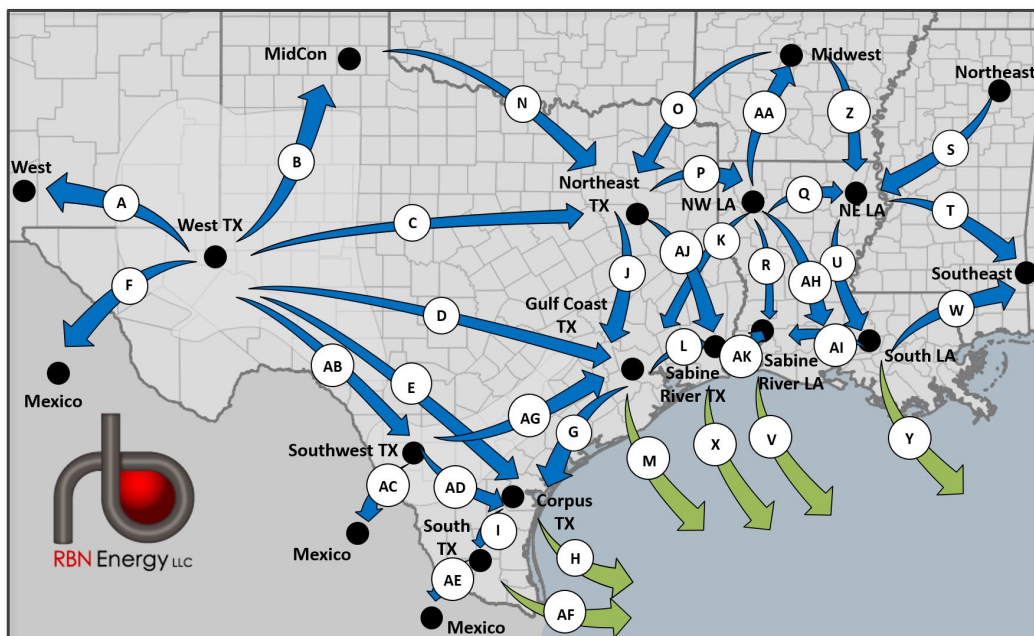 MidCon
Midwest
Northeast
N
O
AA
Z
B
S
West
A
Northeast
TX
P
NW LA
Q
NE LA
T
West TX
C
K
AJ
J
R
AH
U
Southeast
F
Gulf Coast
TX
D
W
L
AK
AI
Sabine
River TX
Sabine
River LA
South LA
Mexico
AB
E
AG
G
M
X
V
Y
Southwest TX
AC
AD
Corpus
TX
South
TX
I
Mexico
H
AE
AF
Mexico
RBN Energy LLC